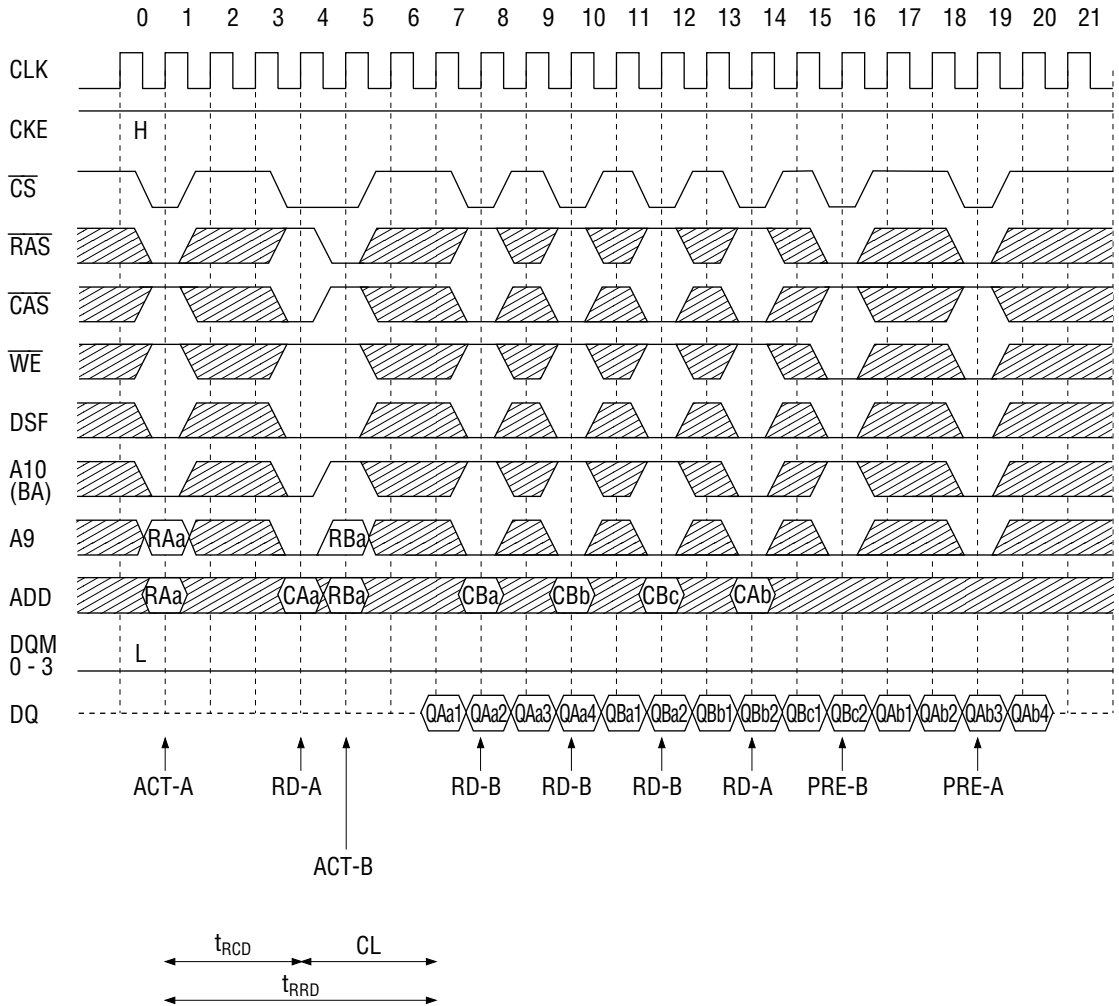 0 1 2 3 4 5 6 7 8 9 10 11 12 13 14 15 16 17 18 19 20 21
CLK
CKE H
CS
RAS
CAS
WE
DSF
A10
(BA)
A9 RAa RBa
ADD RAa CAa RBa CBa CBb CBc CAb
DQM
0 - 3 L
DQ QAa1 QAa2 QAa3 QAa4 QBa1 QBa2 QBb1 QBb2 QBc1 QBc2 QAb1 QAb2 QAb3 QAb4
ACT-A RD-A RD-B RD-B RD-B RD-A PRE-B PRE-A
ACT-B
tRCD CL
tRRD